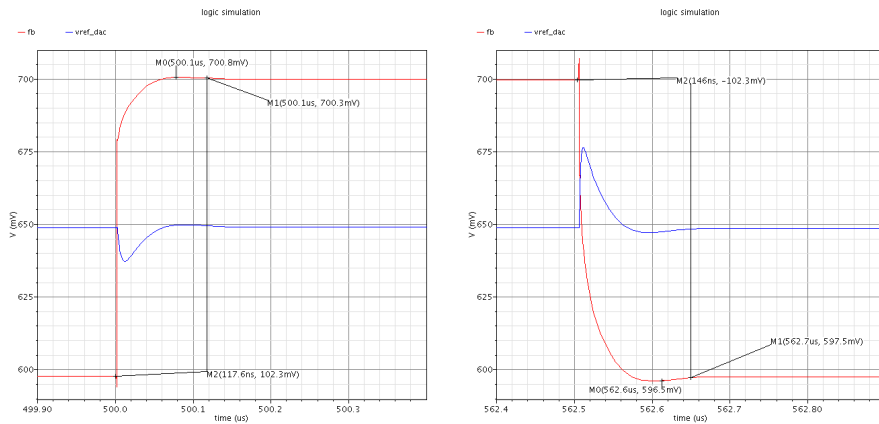 logic simulation
fb vref_dac
M0(500.1us, 700.8mV)
M1(500.1us, 700.3mV)
M2(117.6ns, 102.3mV)
700
675
650
625
600
V (mV)
499.90 500.0 500.1 500.2 500.3
time (us)
logic simulation
fb vref_dac
M2(146ns, -102.3mV)
M1(562.7us, 597.5mV)
M0(562.6us, 596.5mV)
700
675
650
625
600
V (mV)
562.4 562.5 562.6 562.7 562.80
time (us)